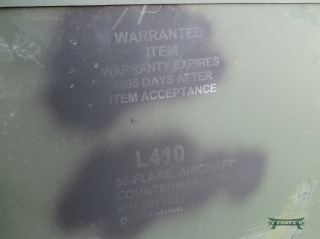 WARRANTED
ITEM
WARRANTY EXPIRES
1095 DAYS AFTER
ITEM ACCEPTANCE
L410
50-FLARE, AIRCRAFT:
P/N